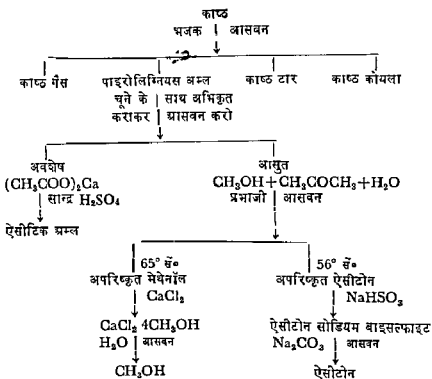 काष्ठ
भंजक आसवन
काष्ठ गैस पाइरोलिग्नियस अम्ल काष्ठ टार काष्ठ कोयला
चूने के साथ अभिकृत
कराकर आसवन करो
अवशेष आसुत
(CH₃COO)₂Ca CH₃OH+CH₃COCH₃+H₂O
सान्द्र H₂SO₄ प्रभाजी आसवन
ऐसीटिक अम्ल
65° सें० 56° सें०
अपरिष्कृत मेथेनॉल अपरिष्कृत ऐसीटोन
CaCl₂ NaHSO₃
CaCl₂ 4CH₃OH ऐसीटोन सोडियम बाइसल्फाइट
H₂O आसवन Na₂CO₃ आसवन
CH₃OH ऐसीटोन